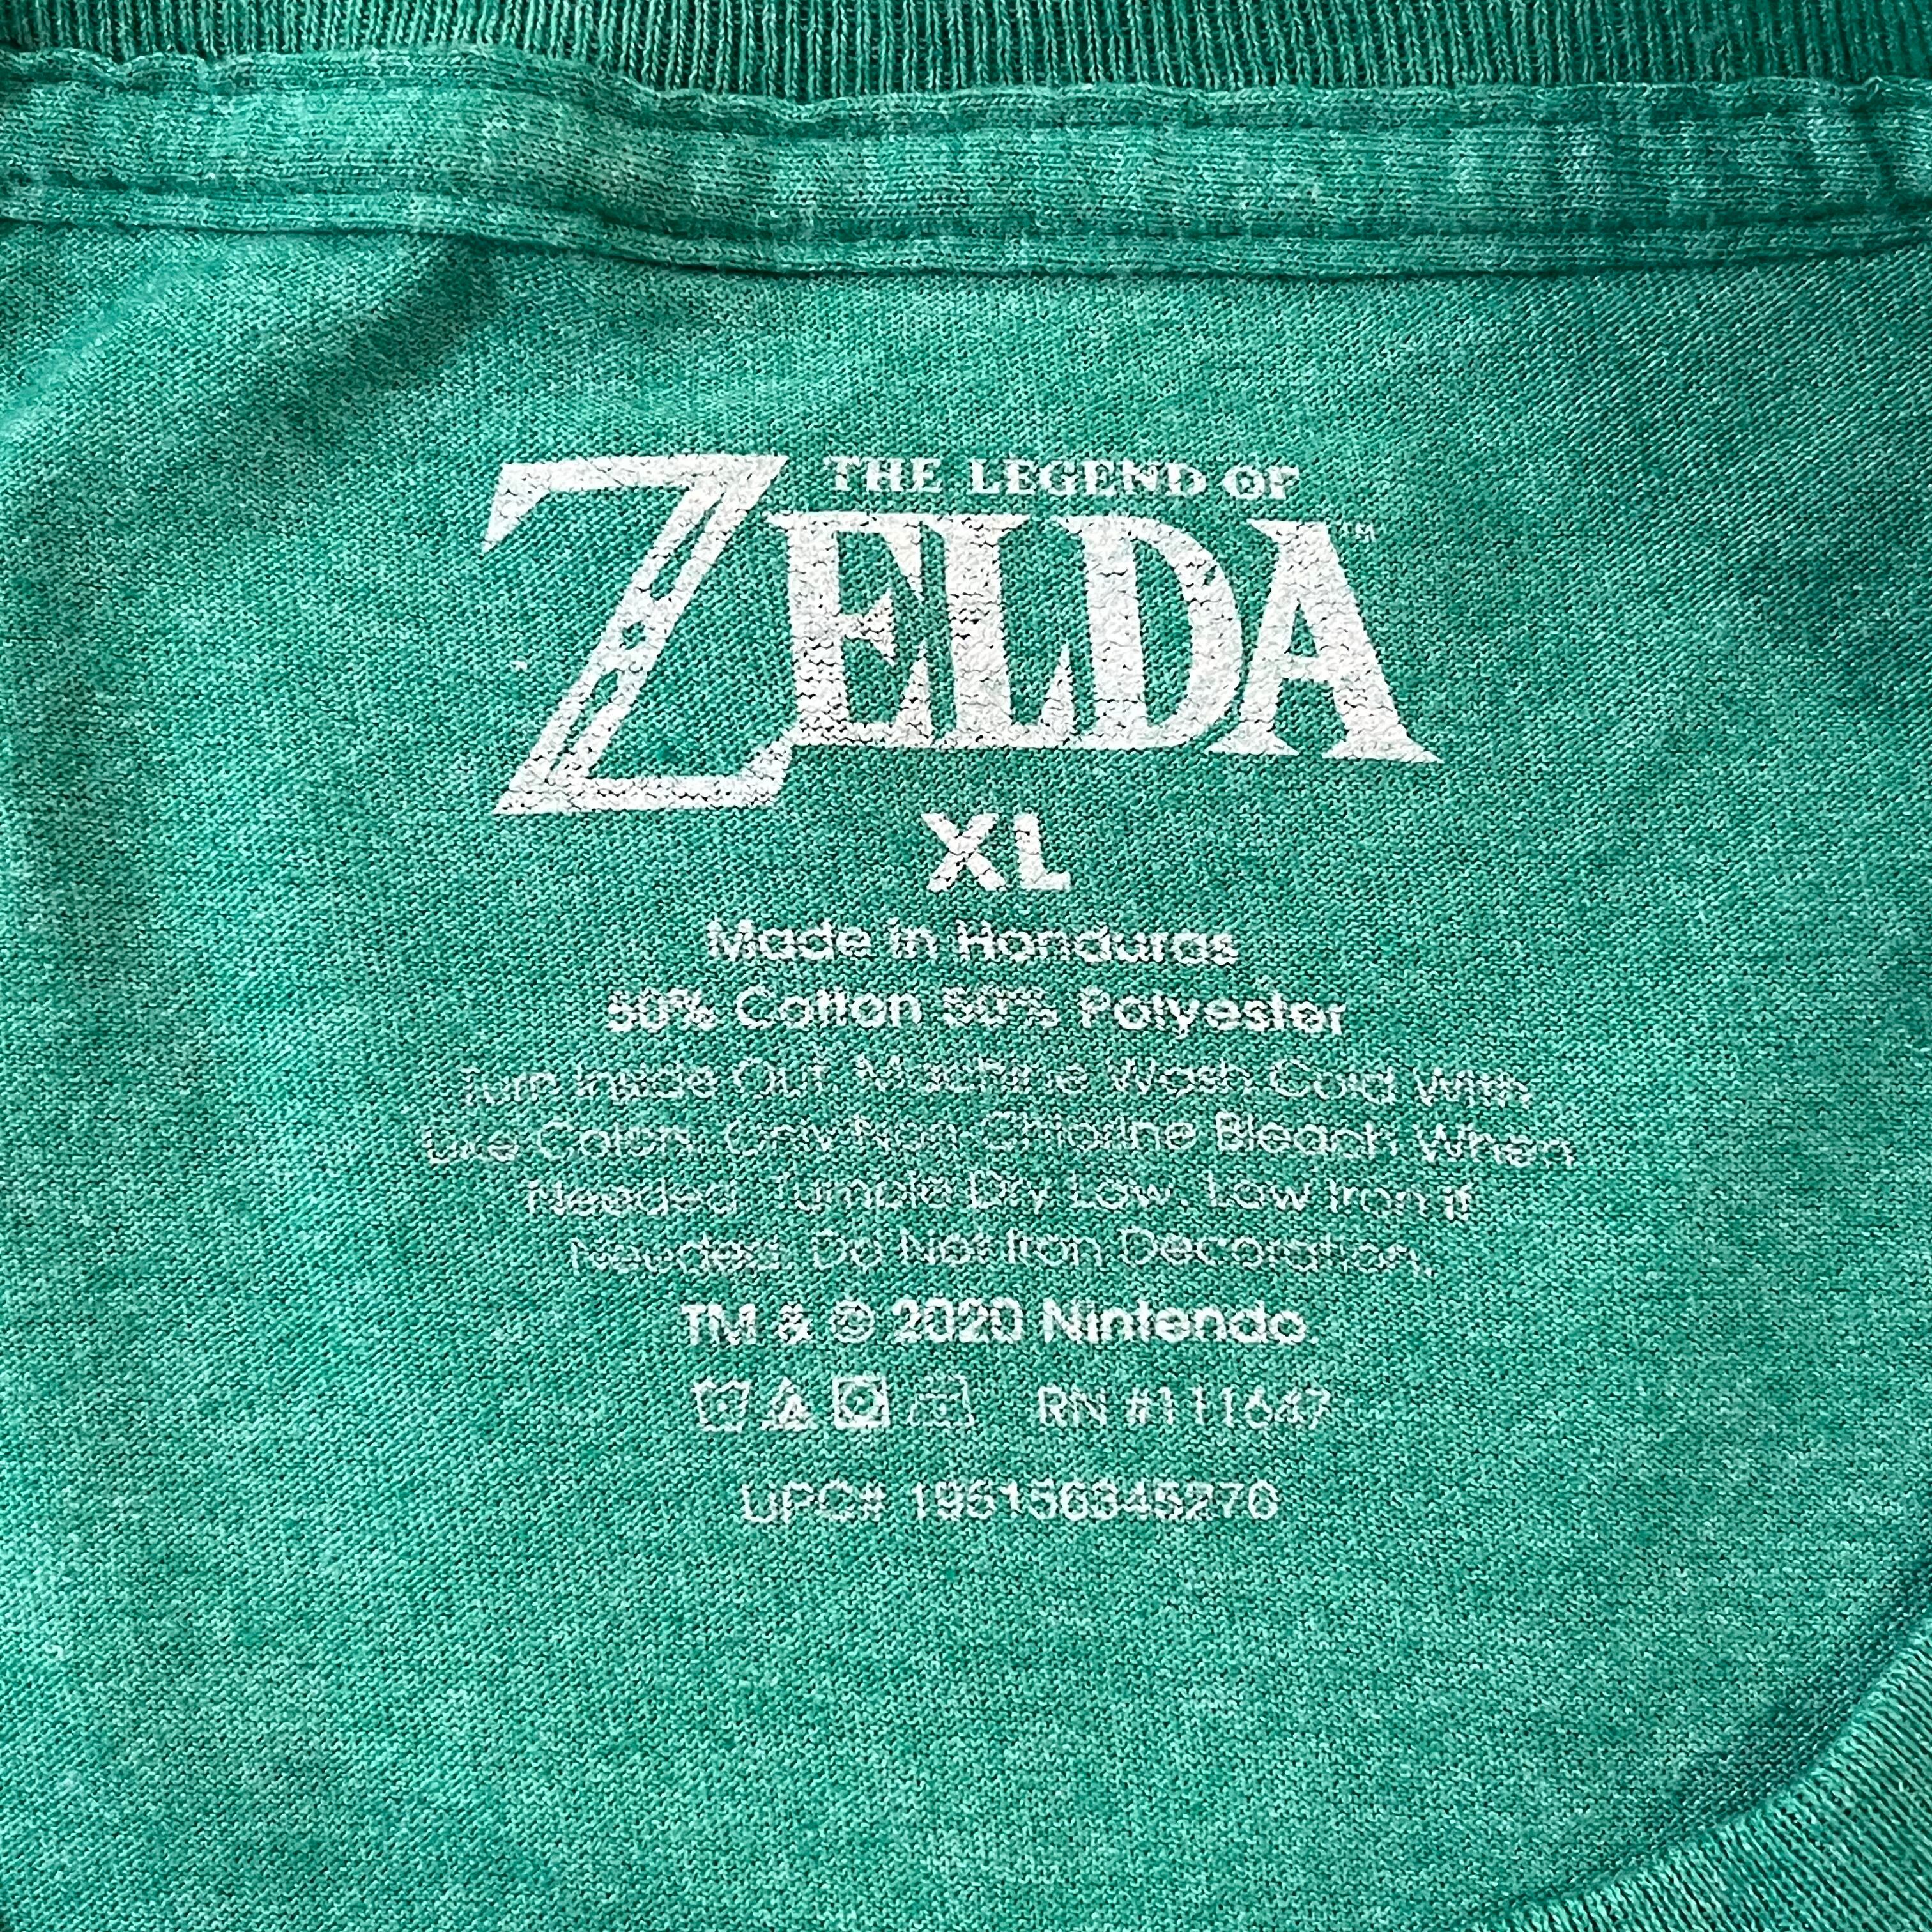 THE LEGEND OF
ZELDA™
XL
Made in Honduras
50% Cotton 50% Polyester
Turn Inside Out. Machine Wash Cold With
Like Colors. Only Non-Chlorine Bleach When
Needed. Tumble Dry Low. Low Iron if
Needed. Do Not Iron Decoration.
TM & © 2020 Nintendo.
RN #111647
UPC# 195156345270